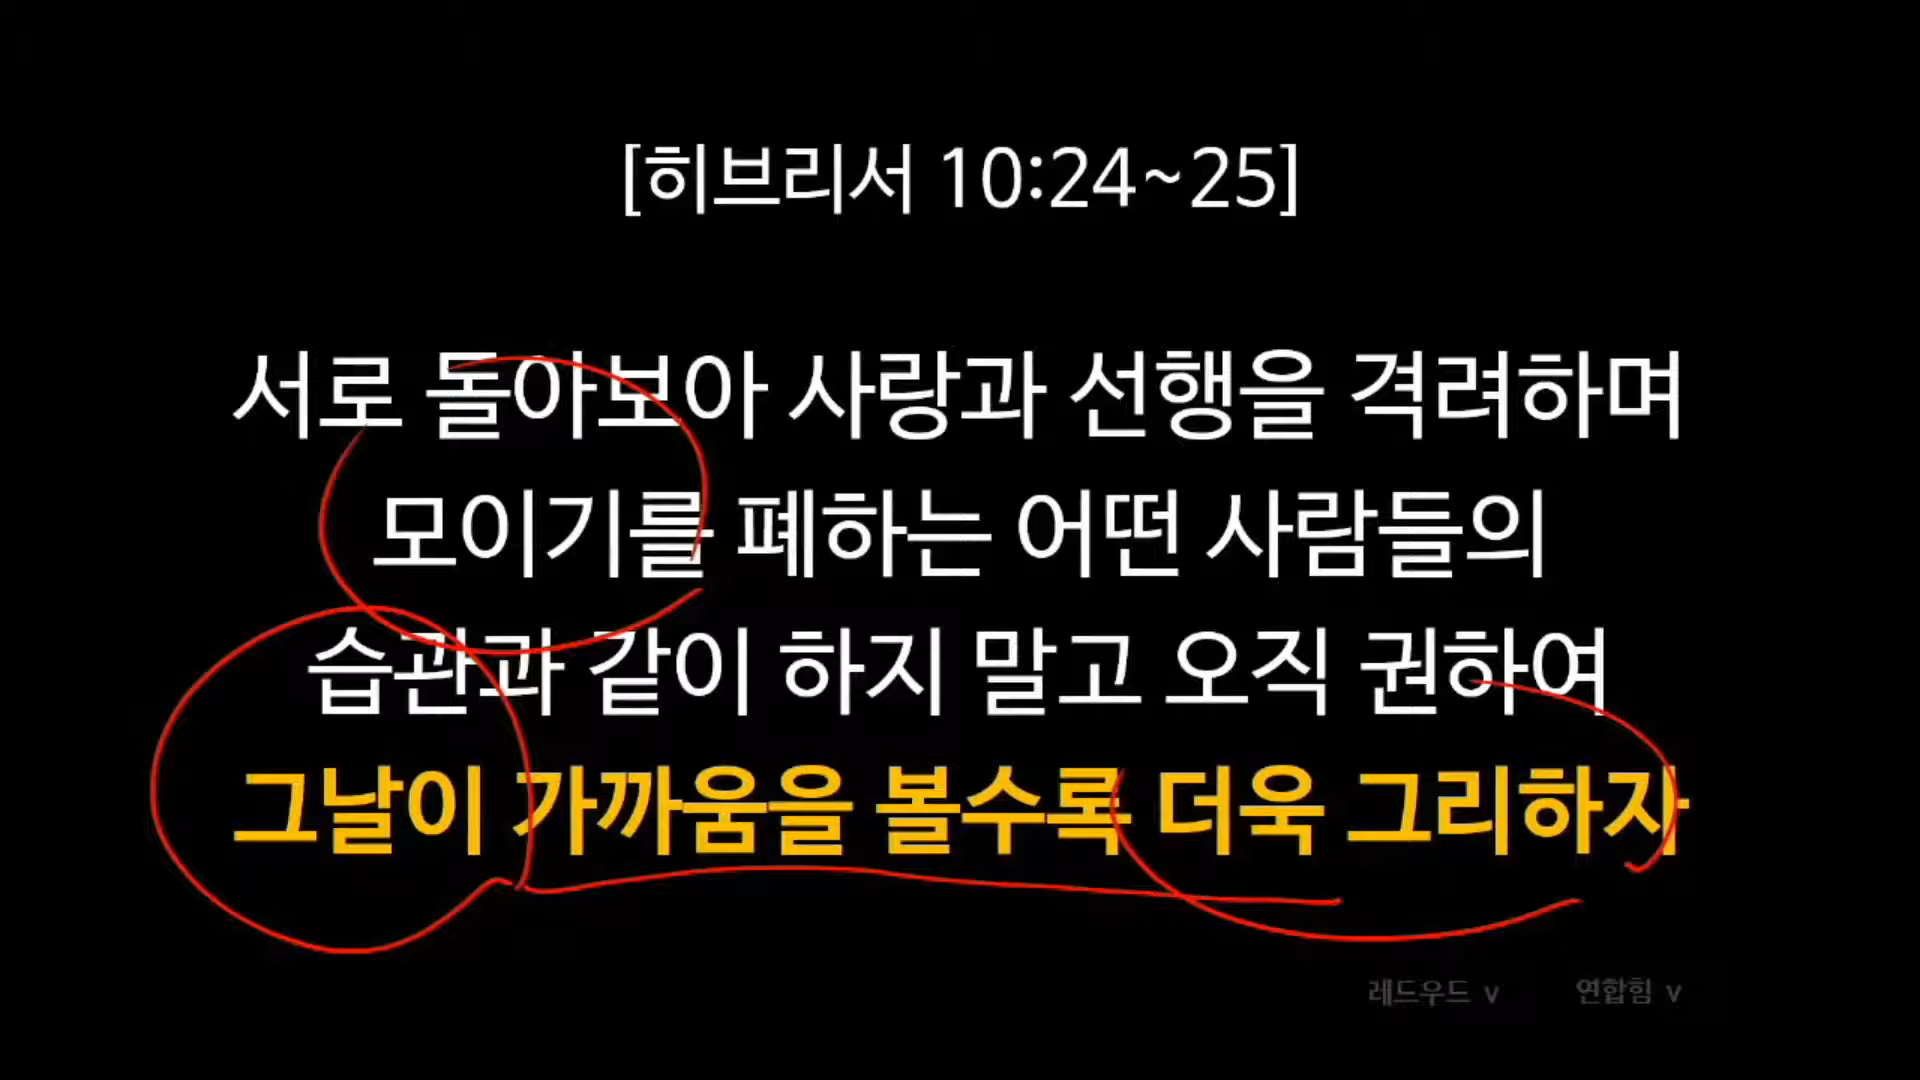 [히브리서 10:24~25]
서로 돌아보아 사랑과 선행을 격려하며
모이기를 폐하는 어떤 사람들의
습관과 같이 하지 말고 오직 권하여
그날이 가까움을 볼수록 더욱 그리하자
레드우드 v 연합힘 v